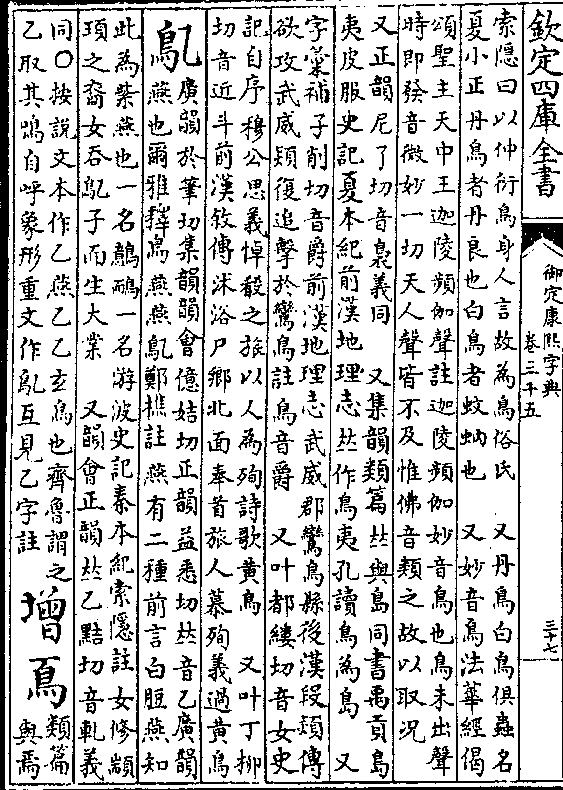 欽定四庫全書
御定康熙字典
卷三十五
三十七
索隱曰以仲衍鳥身人言故為鳥俗氏　又丹鳥白鳥俱蟲名
夏小正丹鳥者丹良也白鳥者蚊蚋也　又妙音鳥法華經偈
頌聖主天中王迦陵頻伽聲註迦陵頻伽妙音鳥也鳥未出聲
時即發音微妙一切天人聲皆不及惟佛音類之故以取况
又正韻尼了切音裊義同　又集韻類篇𠀤與島同書禹貢島
夷皮服史記夏本紀前漢地理志𠀤作鳥夷孔讀鳥為島　又
字彙補子削切音爵前漢地理志武威郡鸞鳥縣後漢段熲傳
欲攻武威熲復追擊於鸞鳥註鳥音爵　又叶都縷切音女史
記自序穆公思義悼殽之旅以人為殉詩歌黃鳥　又叶丁柳
切音近斗前漢敘傳沭浴尸鄉北面奉首旅人慕殉義過黃鳥
鳦廣韻於筆切集韻韻會億姞切正韻益悉切𠀤音乙廣韻
燕也爾雅釋鳥燕燕鳦鄭樵註燕有二種前言白脰燕知
此為紫燕也一名鷾鴯一名游波史記秦本紀索隱註女修顓
頊之裔女吞鳦子而生大業　又韻會正韻𠀤乙黠切音軋義
同○按說文本作乙燕乙乙玄鳥也齊魯謂之
乙取其鳴自呼象形重文作鳦互見乙字註　增鳫類篇
與焉